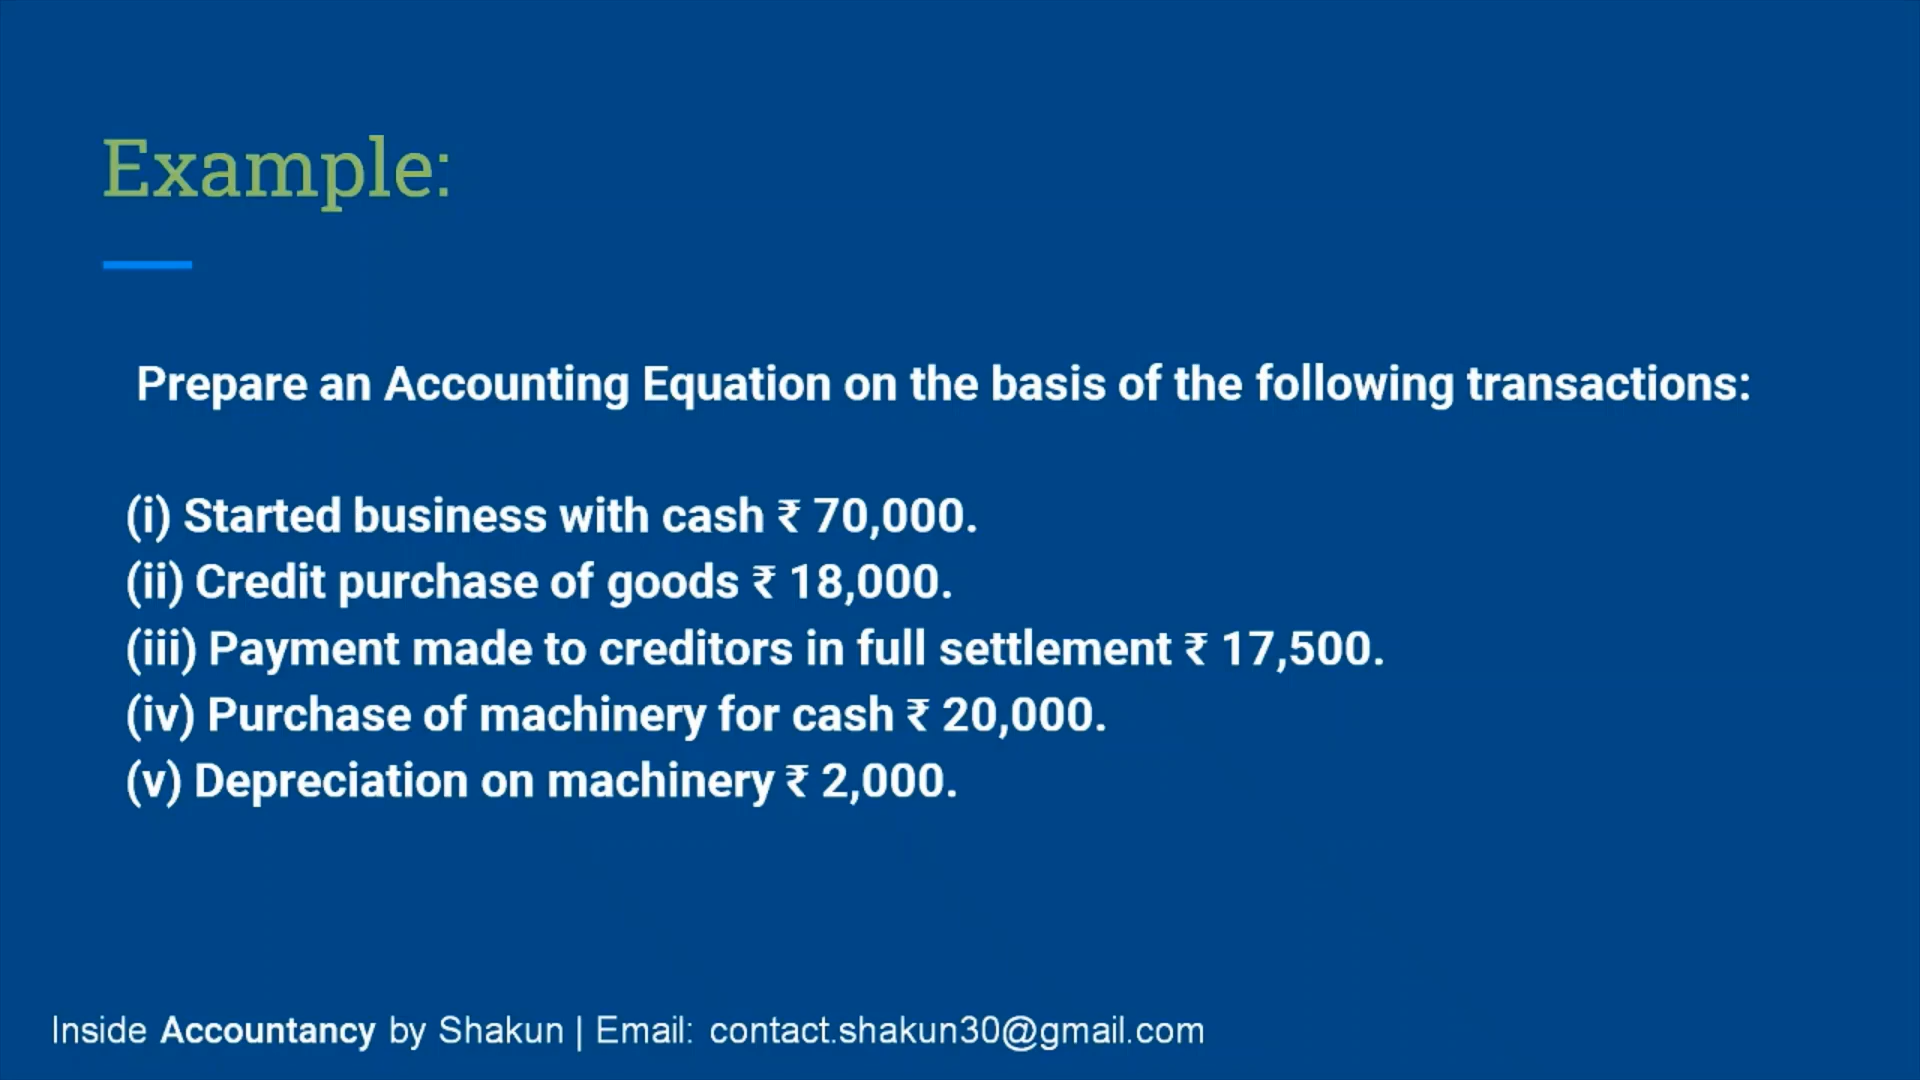 Example:
Prepare an Accounting Equation on the basis of the following transactions:
(i) Started business with cash ₹ 70,000.
(ii) Credit purchase of goods ₹ 18,000.
(iii) Payment made to creditors in full settlement ₹ 17,500.
(iv) Purchase of machinery for cash ₹ 20,000.
(v) Depreciation on machinery ₹ 2,000.
Inside Accountancy by Shakun | Email: contact.shakun30@gmail.com